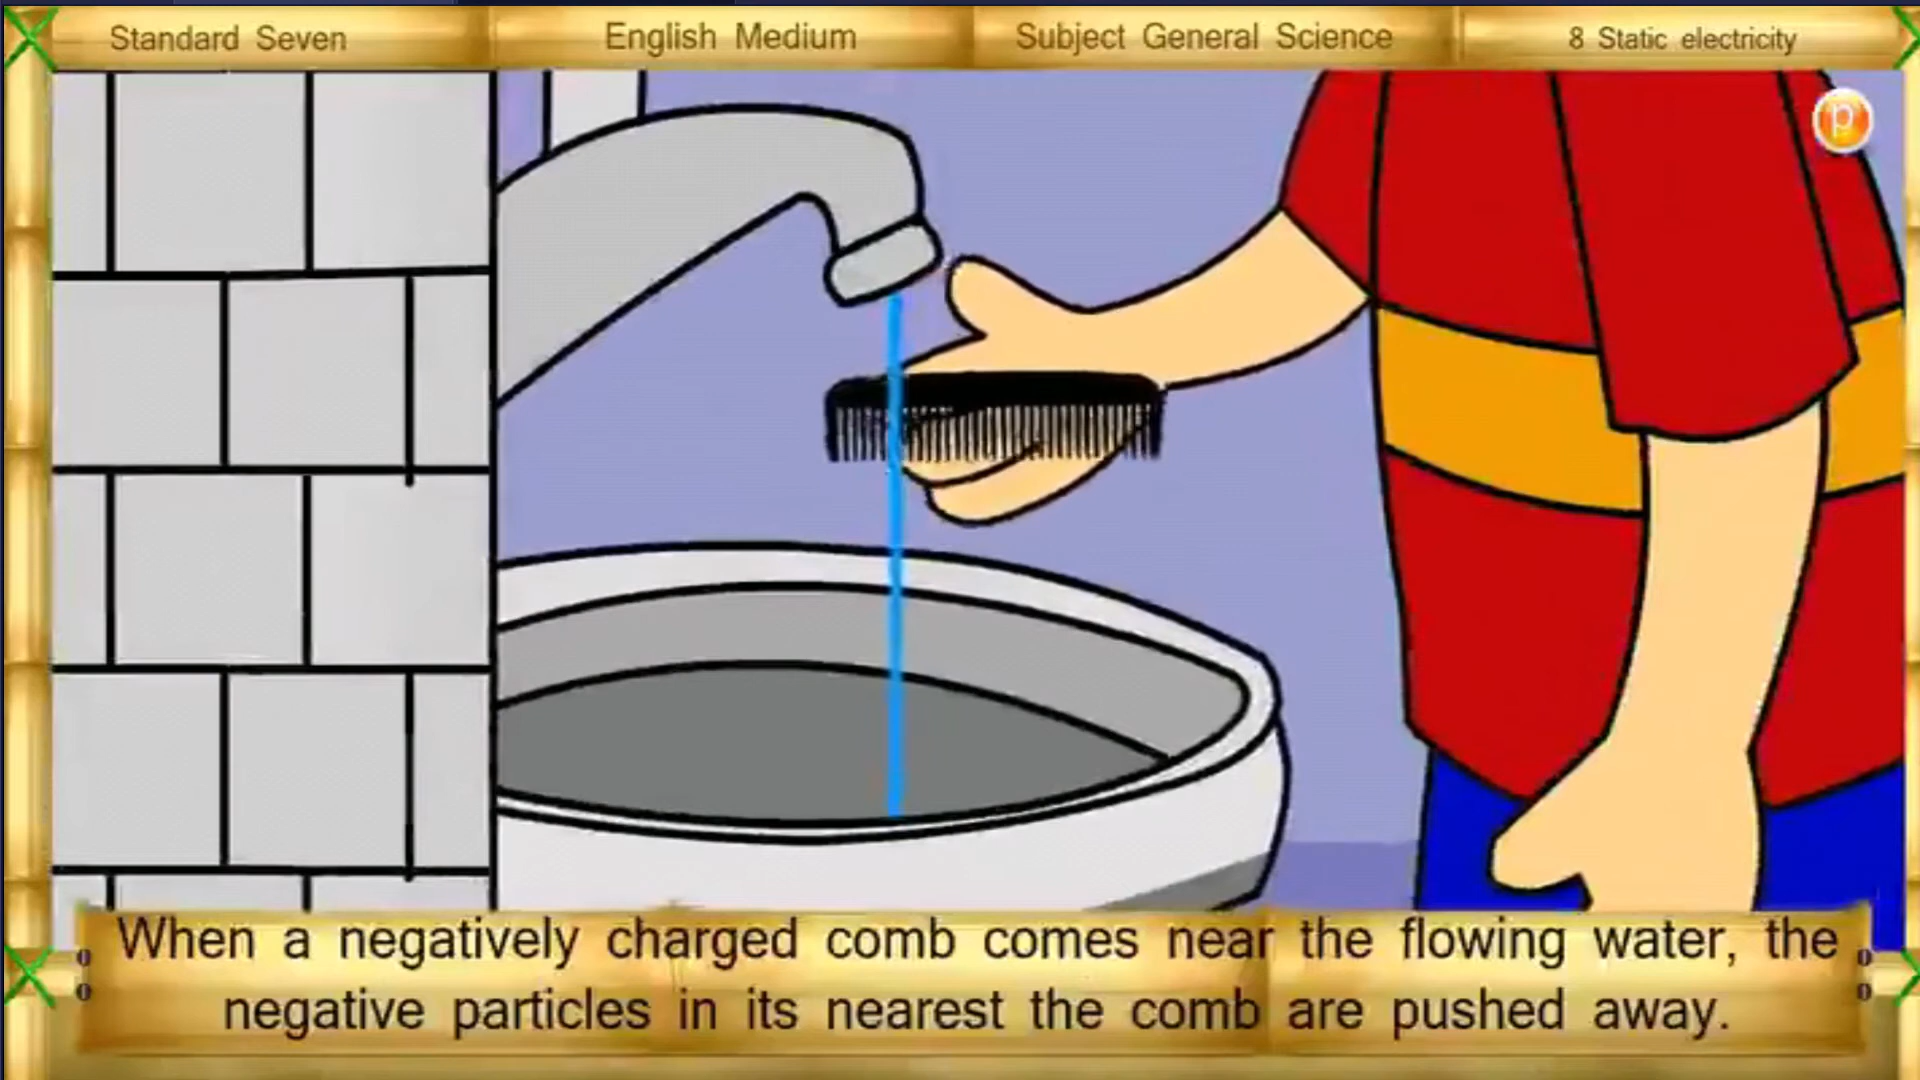 Standard Seven
English Medium
Subject General Science
8 Static electricity
p
When a negatively charged comb comes near the flowing water, the
negative particles in its nearest the comb are pushed away.